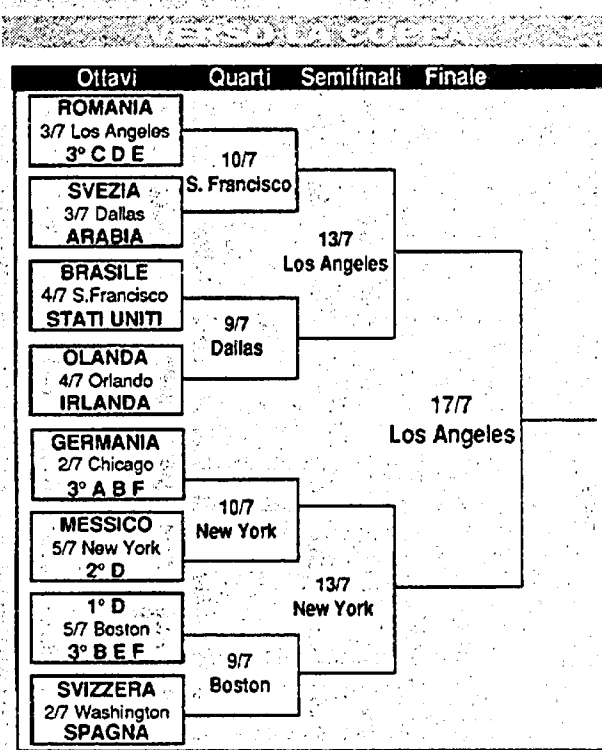 VERSO LA COPPA
Ottavi Quarti Semifinali Finale
ROMANIA
3/7 Los Angeles
3° C D E
10/7
S. Francisco
SVEZIA
3/7 Dallas
ARABIA
13/7
Los Angeles
BRASILE
4/7 S.Francisco
STATI UNITI
9/7
Dallas
OLANDA
4/7 Orlando
IRLANDA
17/7
Los Angeles
GERMANIA
2/7 Chicago
3° A B F
10/7
New York
MESSICO
5/7 New York
2° D
13/7
New York
1° D
5/7 Boston
3° B E F
9/7
Boston
SVIZZERA
2/7 Washington
SPAGNA